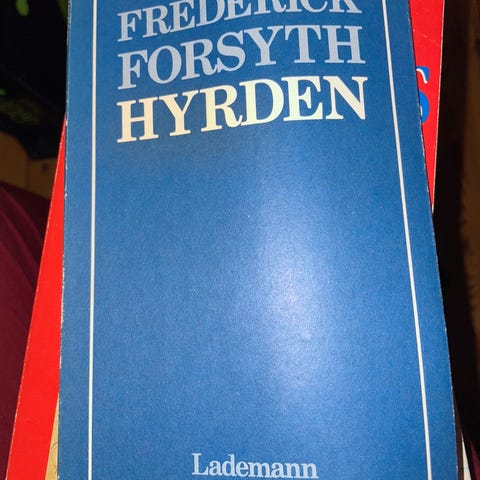 FREDERICK
FORSYTH
HYRDEN
S
Lademann